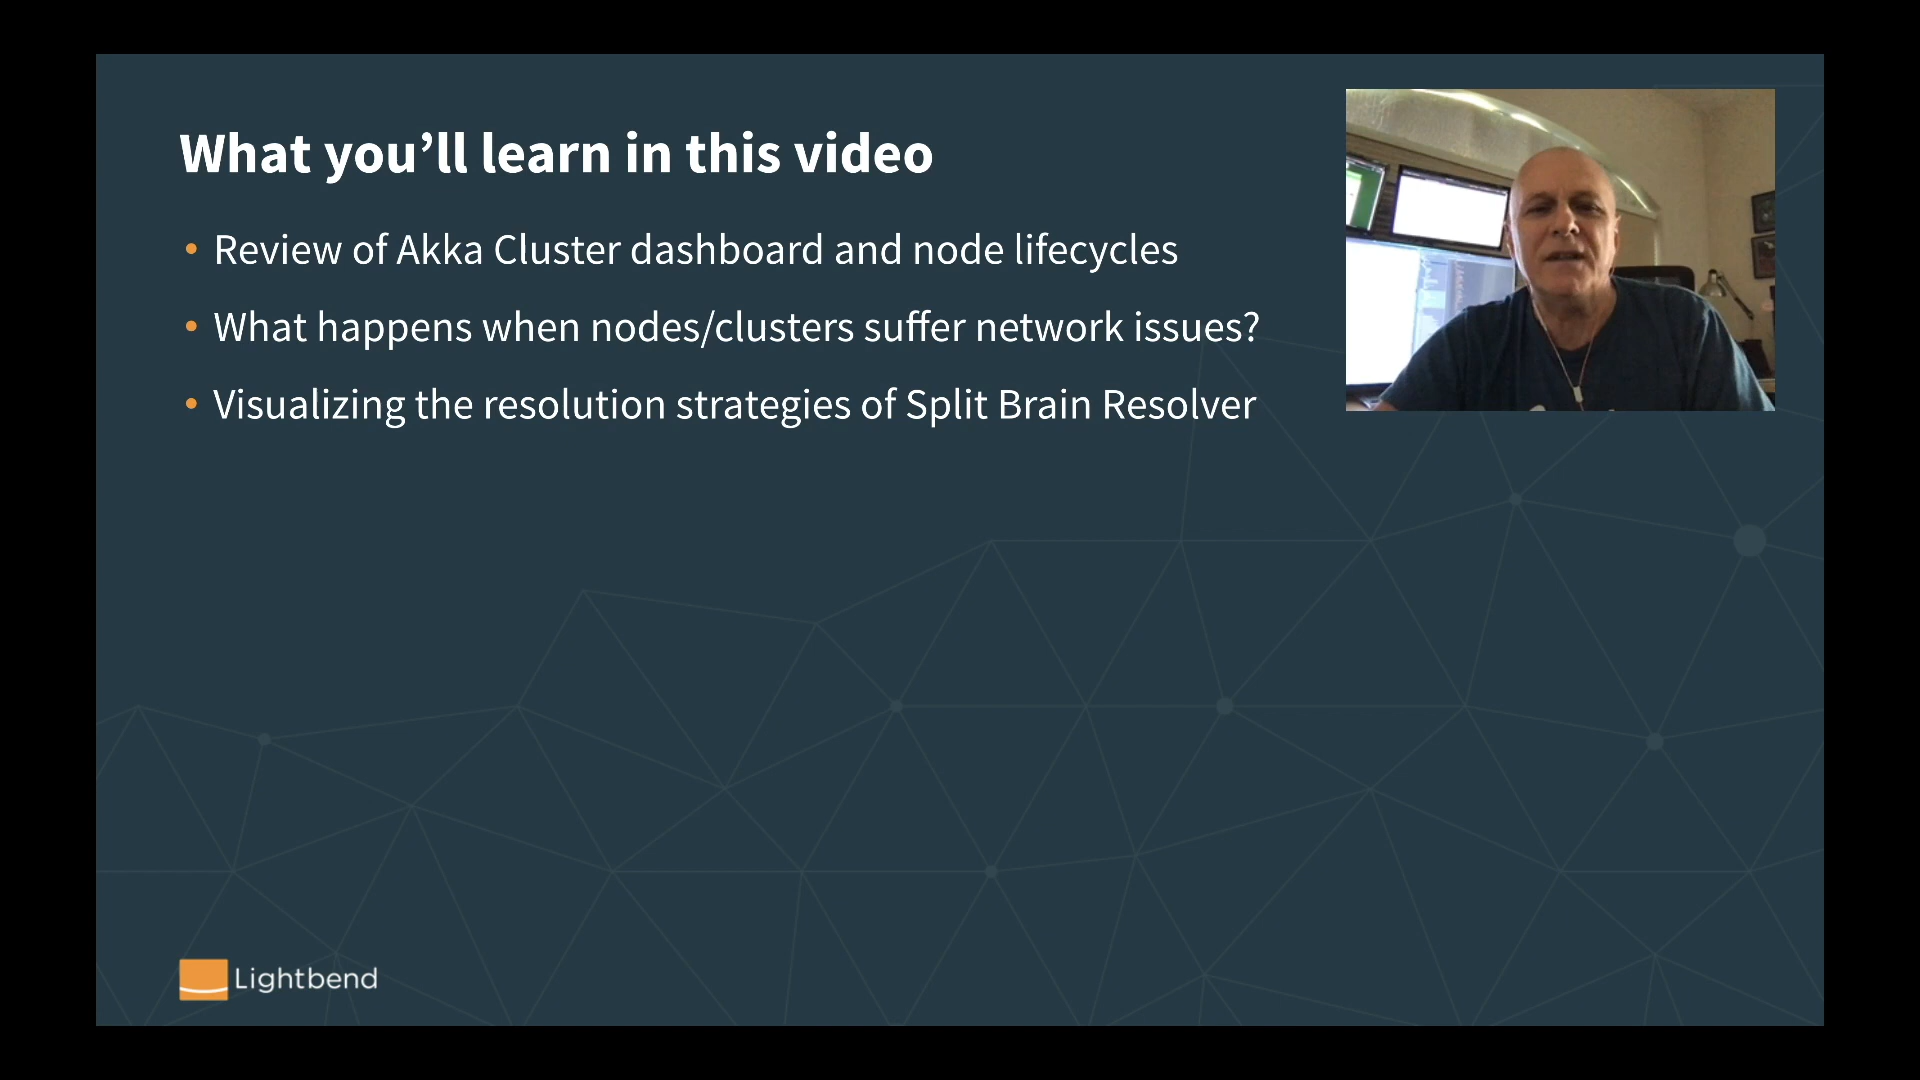 What you’ll learn in this video
• Review of Akka Cluster dashboard and node lifecycles
• What happens when nodes/clusters suffer network issues?
• Visualizing the resolution strategies of Split Brain Resolver
Lightbend